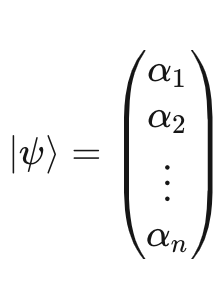 |ψ⟩ = (α₁
α₂
⋮
αₙ)